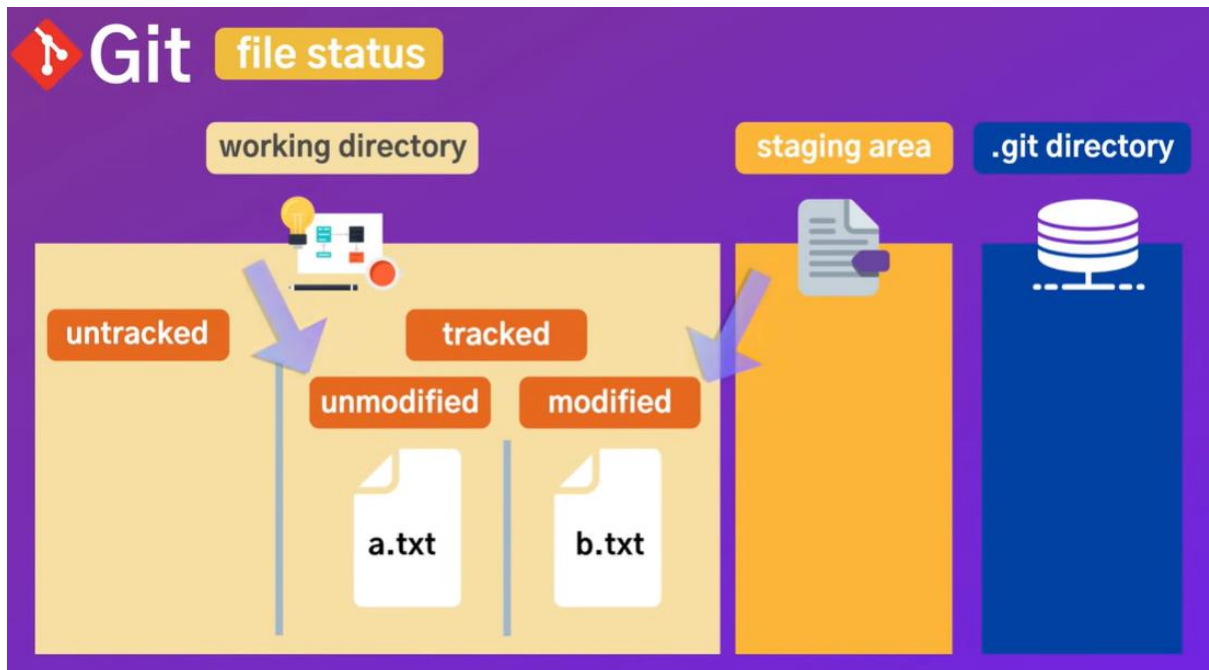 Git file status
working directory
staging area
.git directory
untracked
tracked
unmodified
modified
a.txt
b.txt